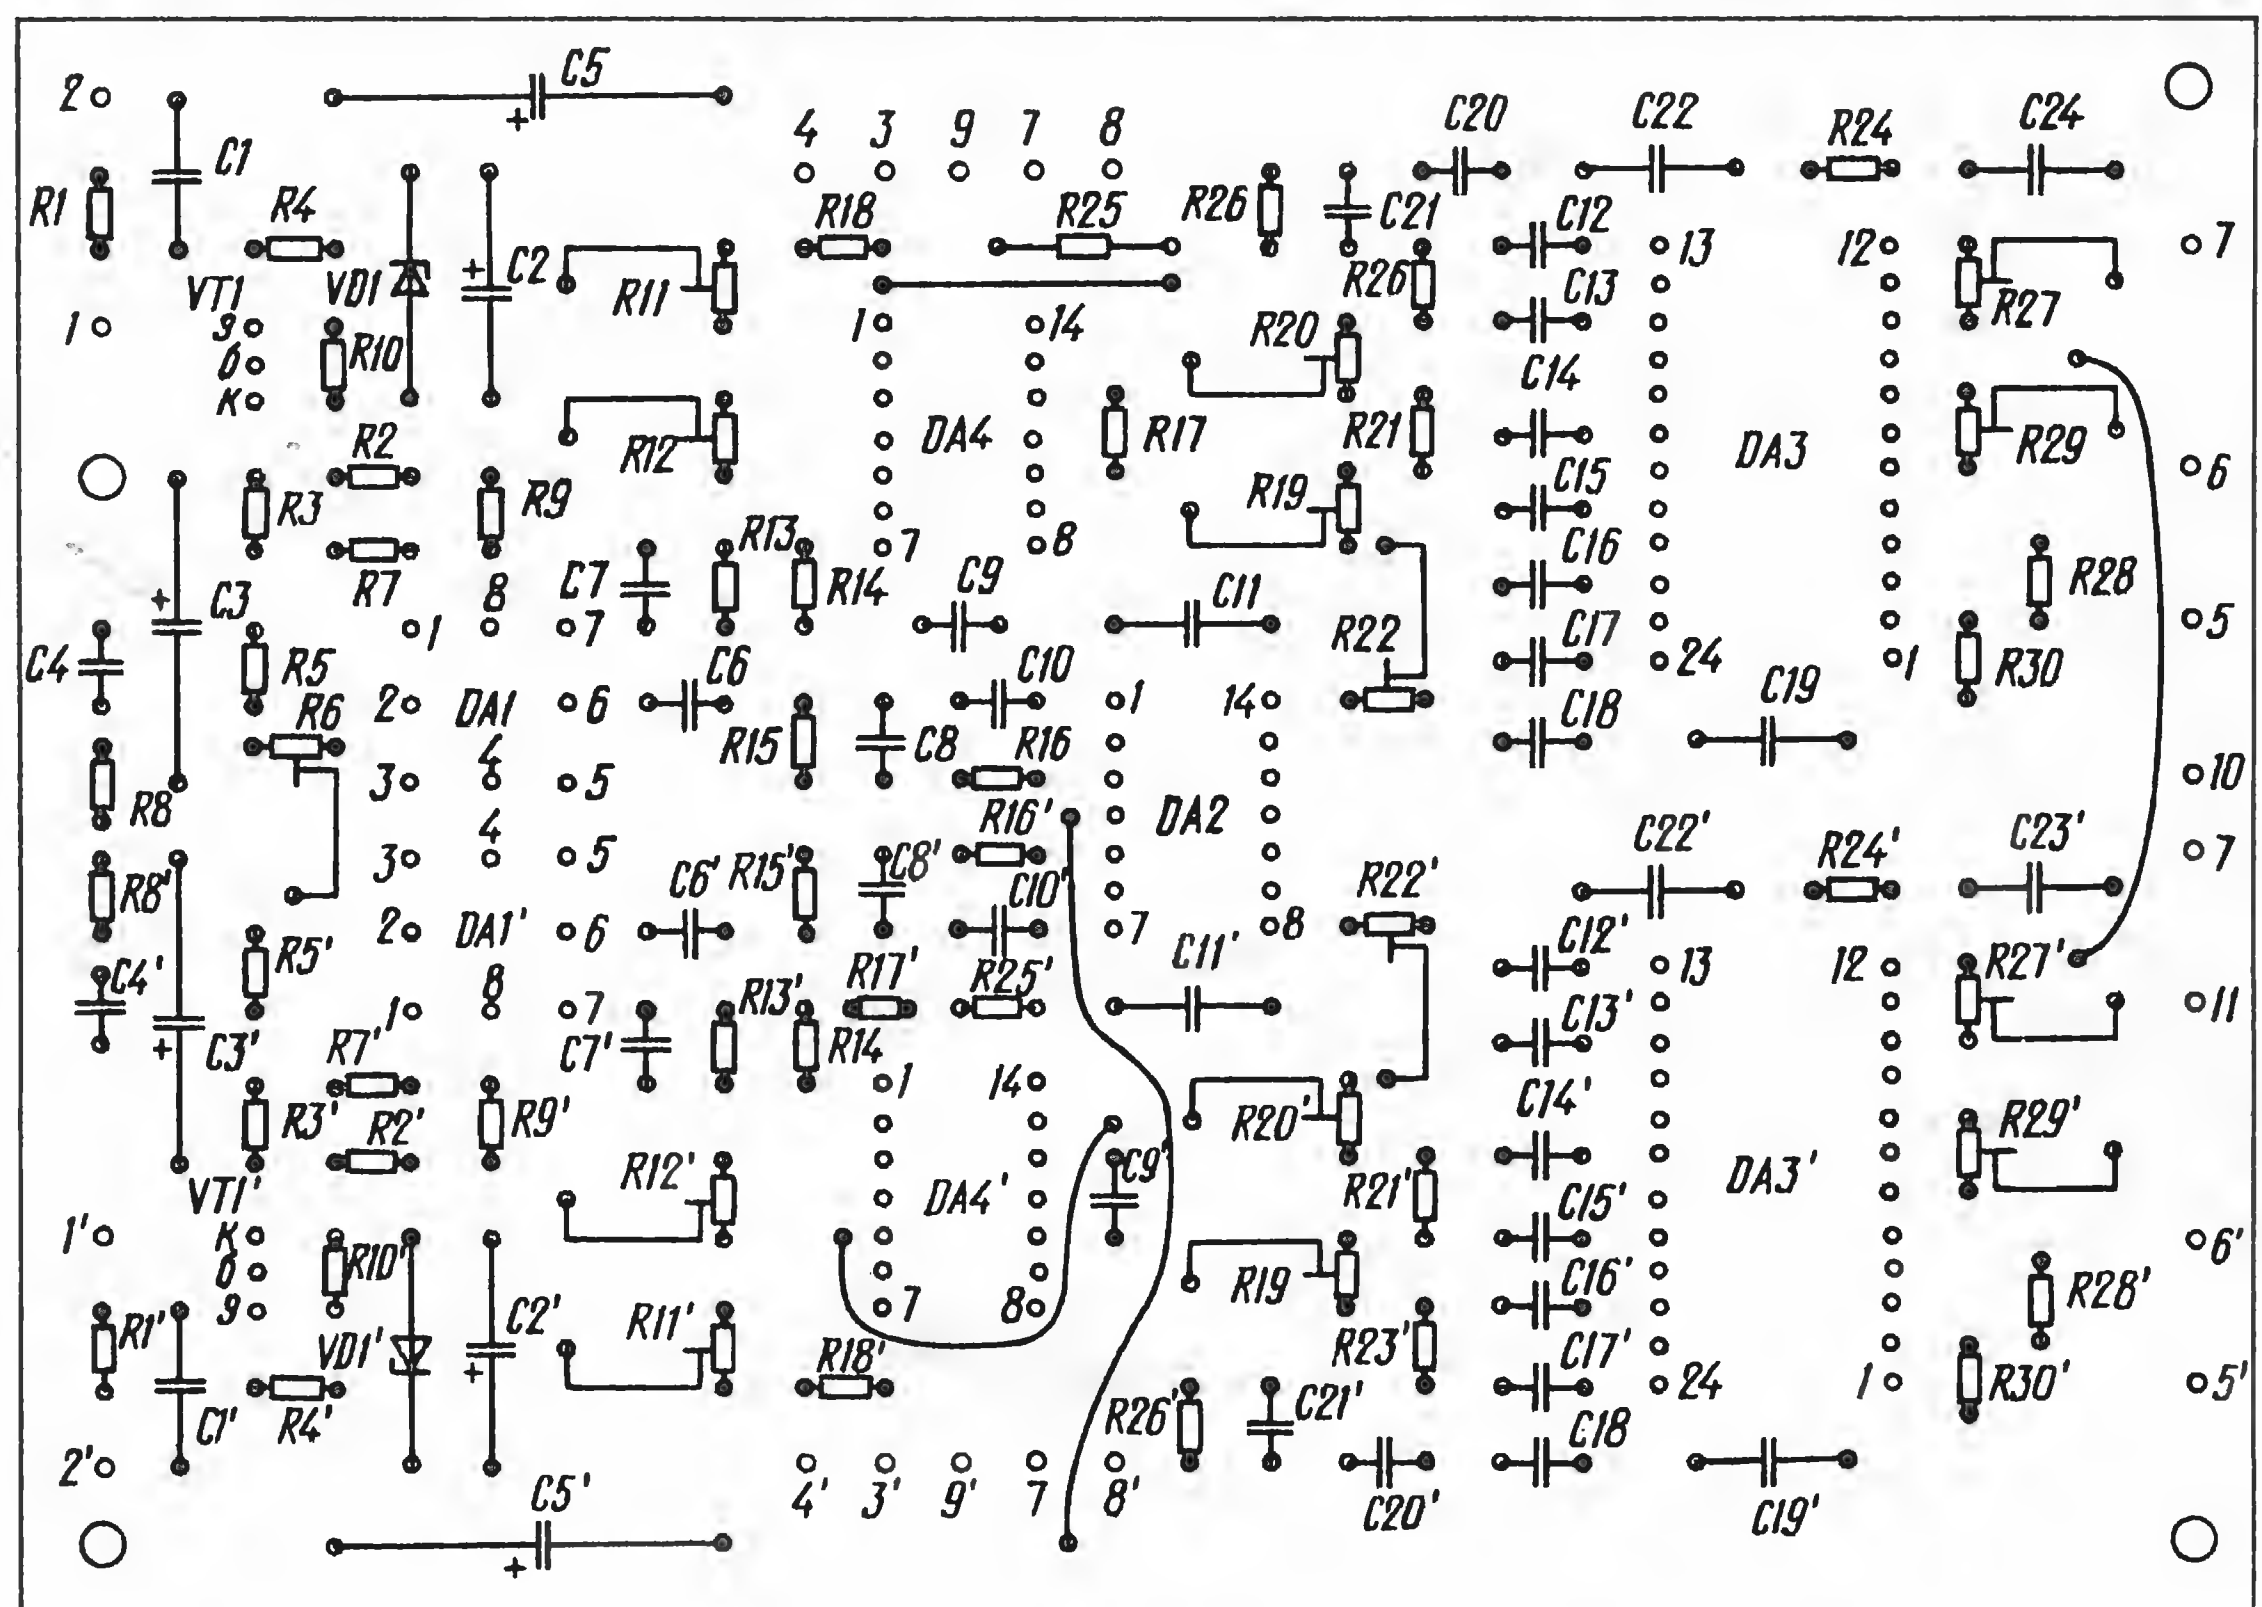 C5
2
C1
4 3 9 7 8
C20
C22
R24
C24
R1
R4
R18
R25
R26
C21
C12
13
12
7
VT1
VD1
C2
R11
R26
C13
R27
1
э
R10
1
14
R20
б
к
C14
R2
R12
DA4
R17
R21
DA3
R29
6
R3
R9
R13
R19
C15
7
8
C16
R7
8
C7
R14
C9
C11
R28
C3
1
7
R22
C17
5
C4
R5
C6
C10
24
1
R30
R6
2
DA1
6
1
14
C19
C18
4
R15
C8
R16
3
5
10
R8
4
R16'
DA2
C22'
R24'
C23'
3
5
C6'
R15'
C8'
R22'
7
R8'
C10'
2
DA1'
6
7
8
C12'
R5'
C11'
13
12
R27'
C4'
8
R13'
R17'
R25'
1
7
11
C3'
R7'
C7'
R14
C13'
1
14
R3'
R2'
R9'
R20'
C14'
R29'
R12'
C9'
VT1'
DA4'
R21'
DA3'
C15'
1'
к
6'
R10'
C16'
б
R19
R28'
э
C2'
7
8
R1'
VD1'
R11'
R18'
R23'
C17'
24
1
R30'
5'
C1'
R4'
R26'
C21'
C18
2'
C5'
4' 3' 9' 7 8'
C20'
C19'